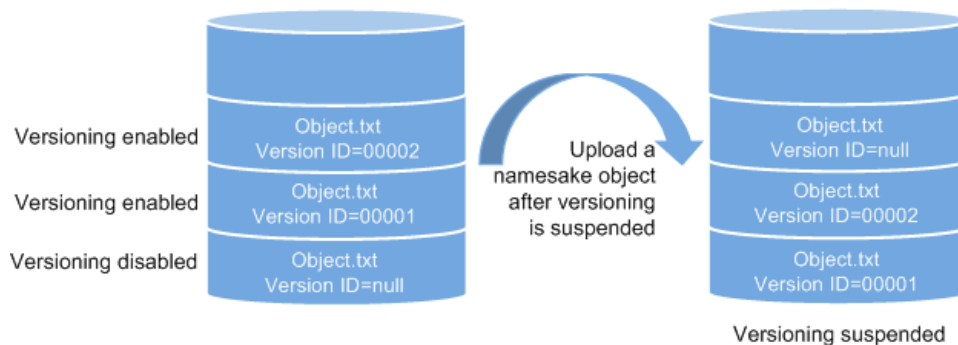 Versioning enabled
Object.txt
Version ID=00002
Versioning enabled
Object.txt
Version ID=00001
Versioning disabled
Object.txt
Version ID=null
Upload a
namesake object
after versioning
is suspended
Object.txt
Version ID=null
Object.txt
Version ID=00002
Object.txt
Version ID=00001
Versioning suspended